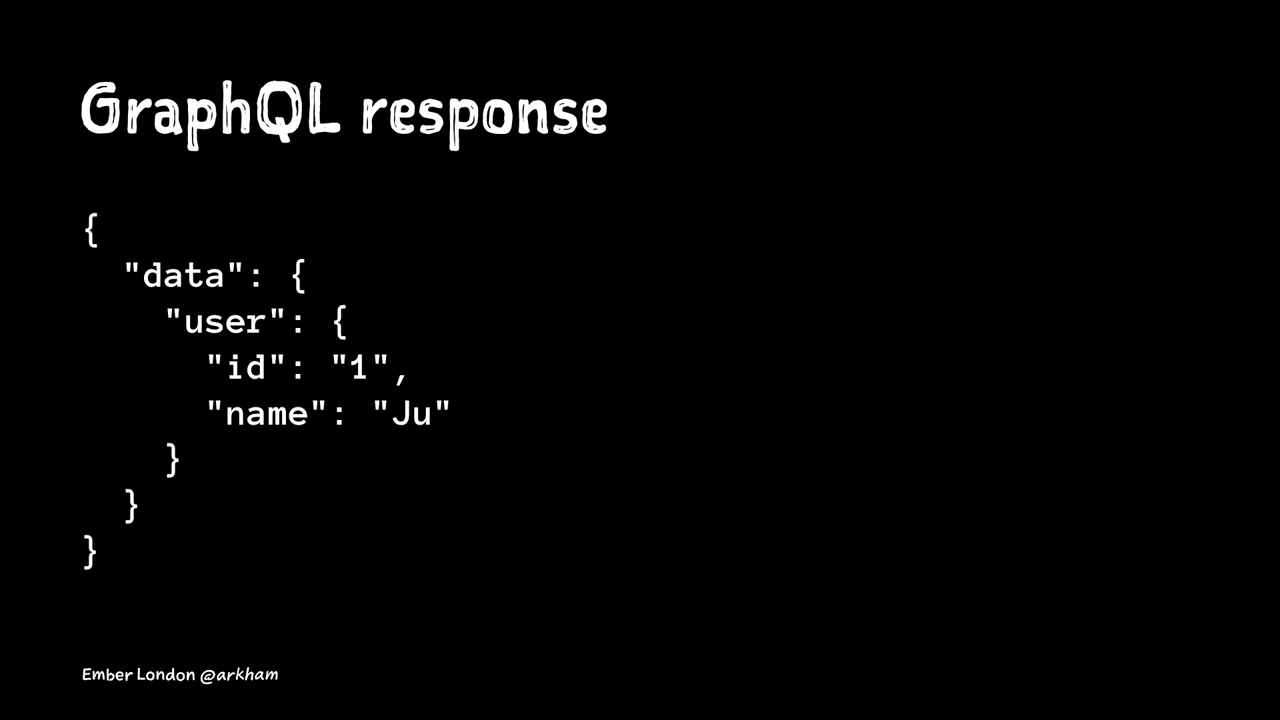 GraphQL response
{
  "data": {
    "user": {
      "id": "1",
      "name": "Ju"
    }
  }
}
Ember London @arkham